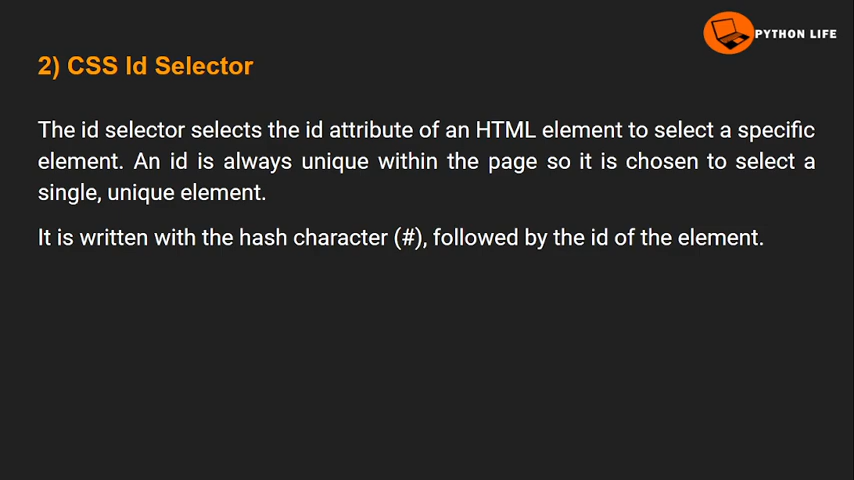 PYTHON LIFE
2) CSS Id Selector
The id selector selects the id attribute of an HTML element to select a specific
element. An id is always unique within the page so it is chosen to select a
single, unique element.
It is written with the hash character (#), followed by the id of the element.